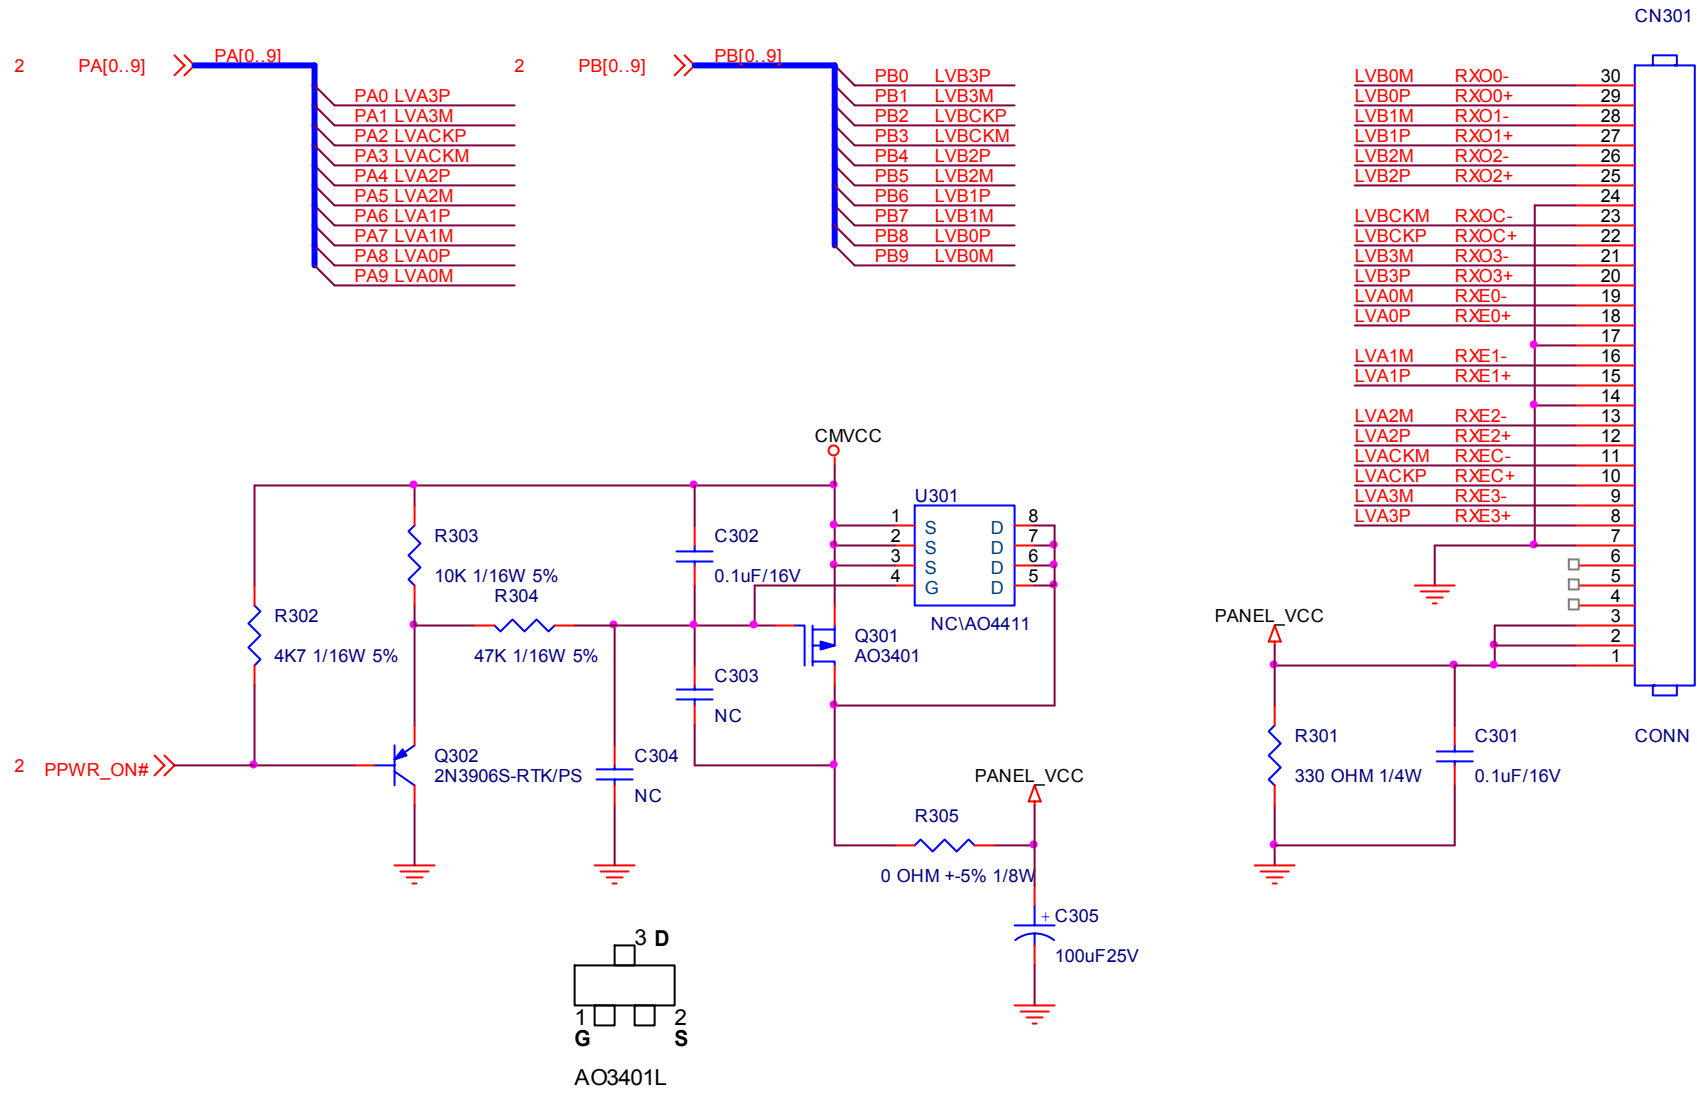 CN301
2 PA[0..9] PA[0..9]
2 PB[0..9] PB[0..9]
PA0 LVA3P
PA1 LVA3M
PA2 LVACKP
PA3 LVACKM
PA4 LVA2P
PA5 LVA2M
PA6 LVA1P
PA7 LVA1M
PA8 LVA0P
PA9 LVA0M
PB0 LVB3P
PB1 LVB3M
PB2 LVBCKP
PB3 LVBCKM
PB4 LVB2P
PB5 LVB2M
PB6 LVB1P
PB7 LVB1M
PB8 LVB0P
PB9 LVB0M
LVB0M RXO0- 30
LVB0P RXO0+ 29
LVB1M RXO1- 28
LVB1P RXO1+ 27
LVB2M RXO2- 26
LVB2P RXO2+ 25
24
LVBCKM RXOC- 23
LVBCKP RXOC+ 22
LVB3M RXO3- 21
LVB3P RXO3+ 20
LVA0M RXE0- 19
LVA0P RXE0+ 18
17
LVA1M RXE1- 16
LVA1P RXE1+ 15
14
LVA2M RXE2- 13
LVA2P RXE2+ 12
LVACKM RXEC- 11
LVACKP RXEC+ 10
LVA3M RXE3- 9
LVA3P RXE3+ 8
7
6
5
4
3
2
1
CONN
CMVCC
U301
1 S D 8
2 S D 7
3 S D 6
4 G D 5
NC\AO4411
R303
10K 1/16W 5%
C302
0.1uF/16V
R304
47K 1/16W 5%
R302
4K7 1/16W 5%
Q301
AO3401
C303
NC
2 PPWR_ON#
Q302
2N3906S-RTK/PS
C304
NC
PANEL_VCC
R305
0 OHM +-5% 1/8W
+ C305
100uF25V
PANEL_VCC
R301
330 OHM 1/4W
C301
0.1uF/16V
3 D
1 2
G S
AO3401L